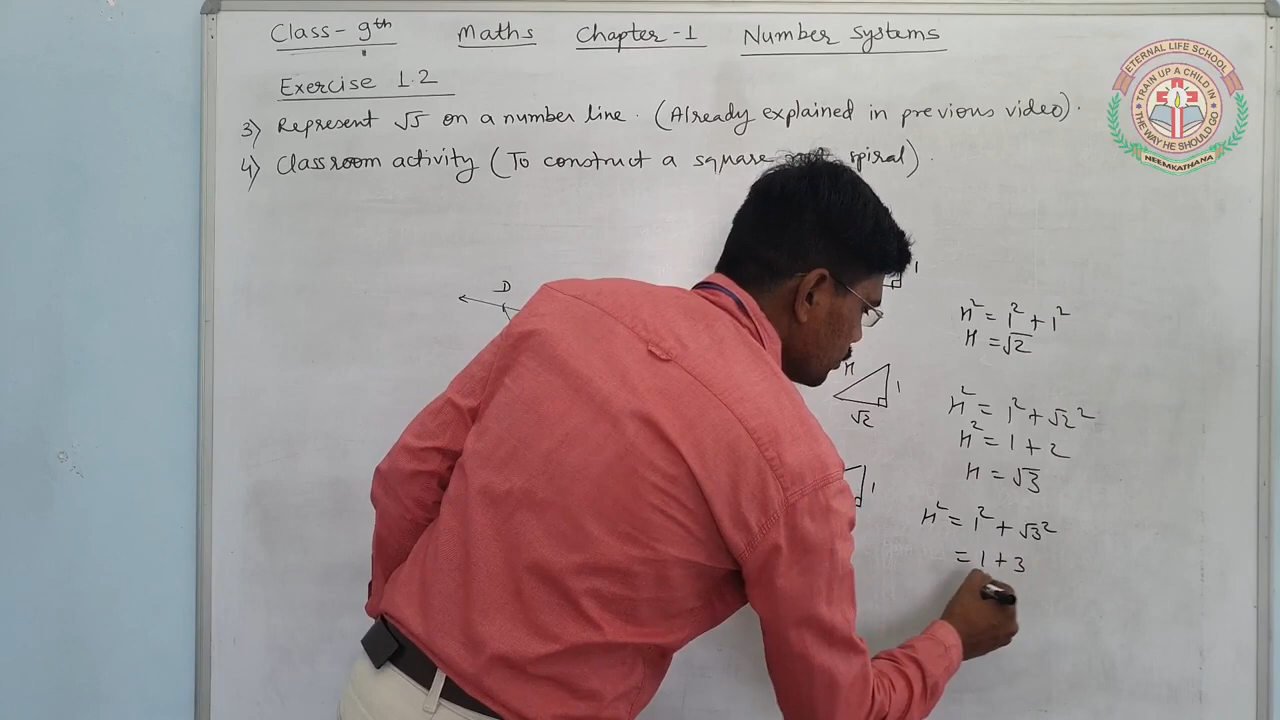 Class - 9th Maths Chapter - 1 Number Systems
Exercise 1.2
3) Represent √5 on a number line. (Already explained in previous video).
4) Classroom activity (To construct a square spiral).
D
1
H² = 1² + 1²
H = √2
H
1
√2
H² = 1² + √2²
H² = 1 + 2
H = √3
1
H² = 1² + √3²
= 1 + 3
ETERNAL LIFE SCHOOL
TRAIN UP A CHILD IN
THE WAY HE SHOULD GO
NEEMKATHANA